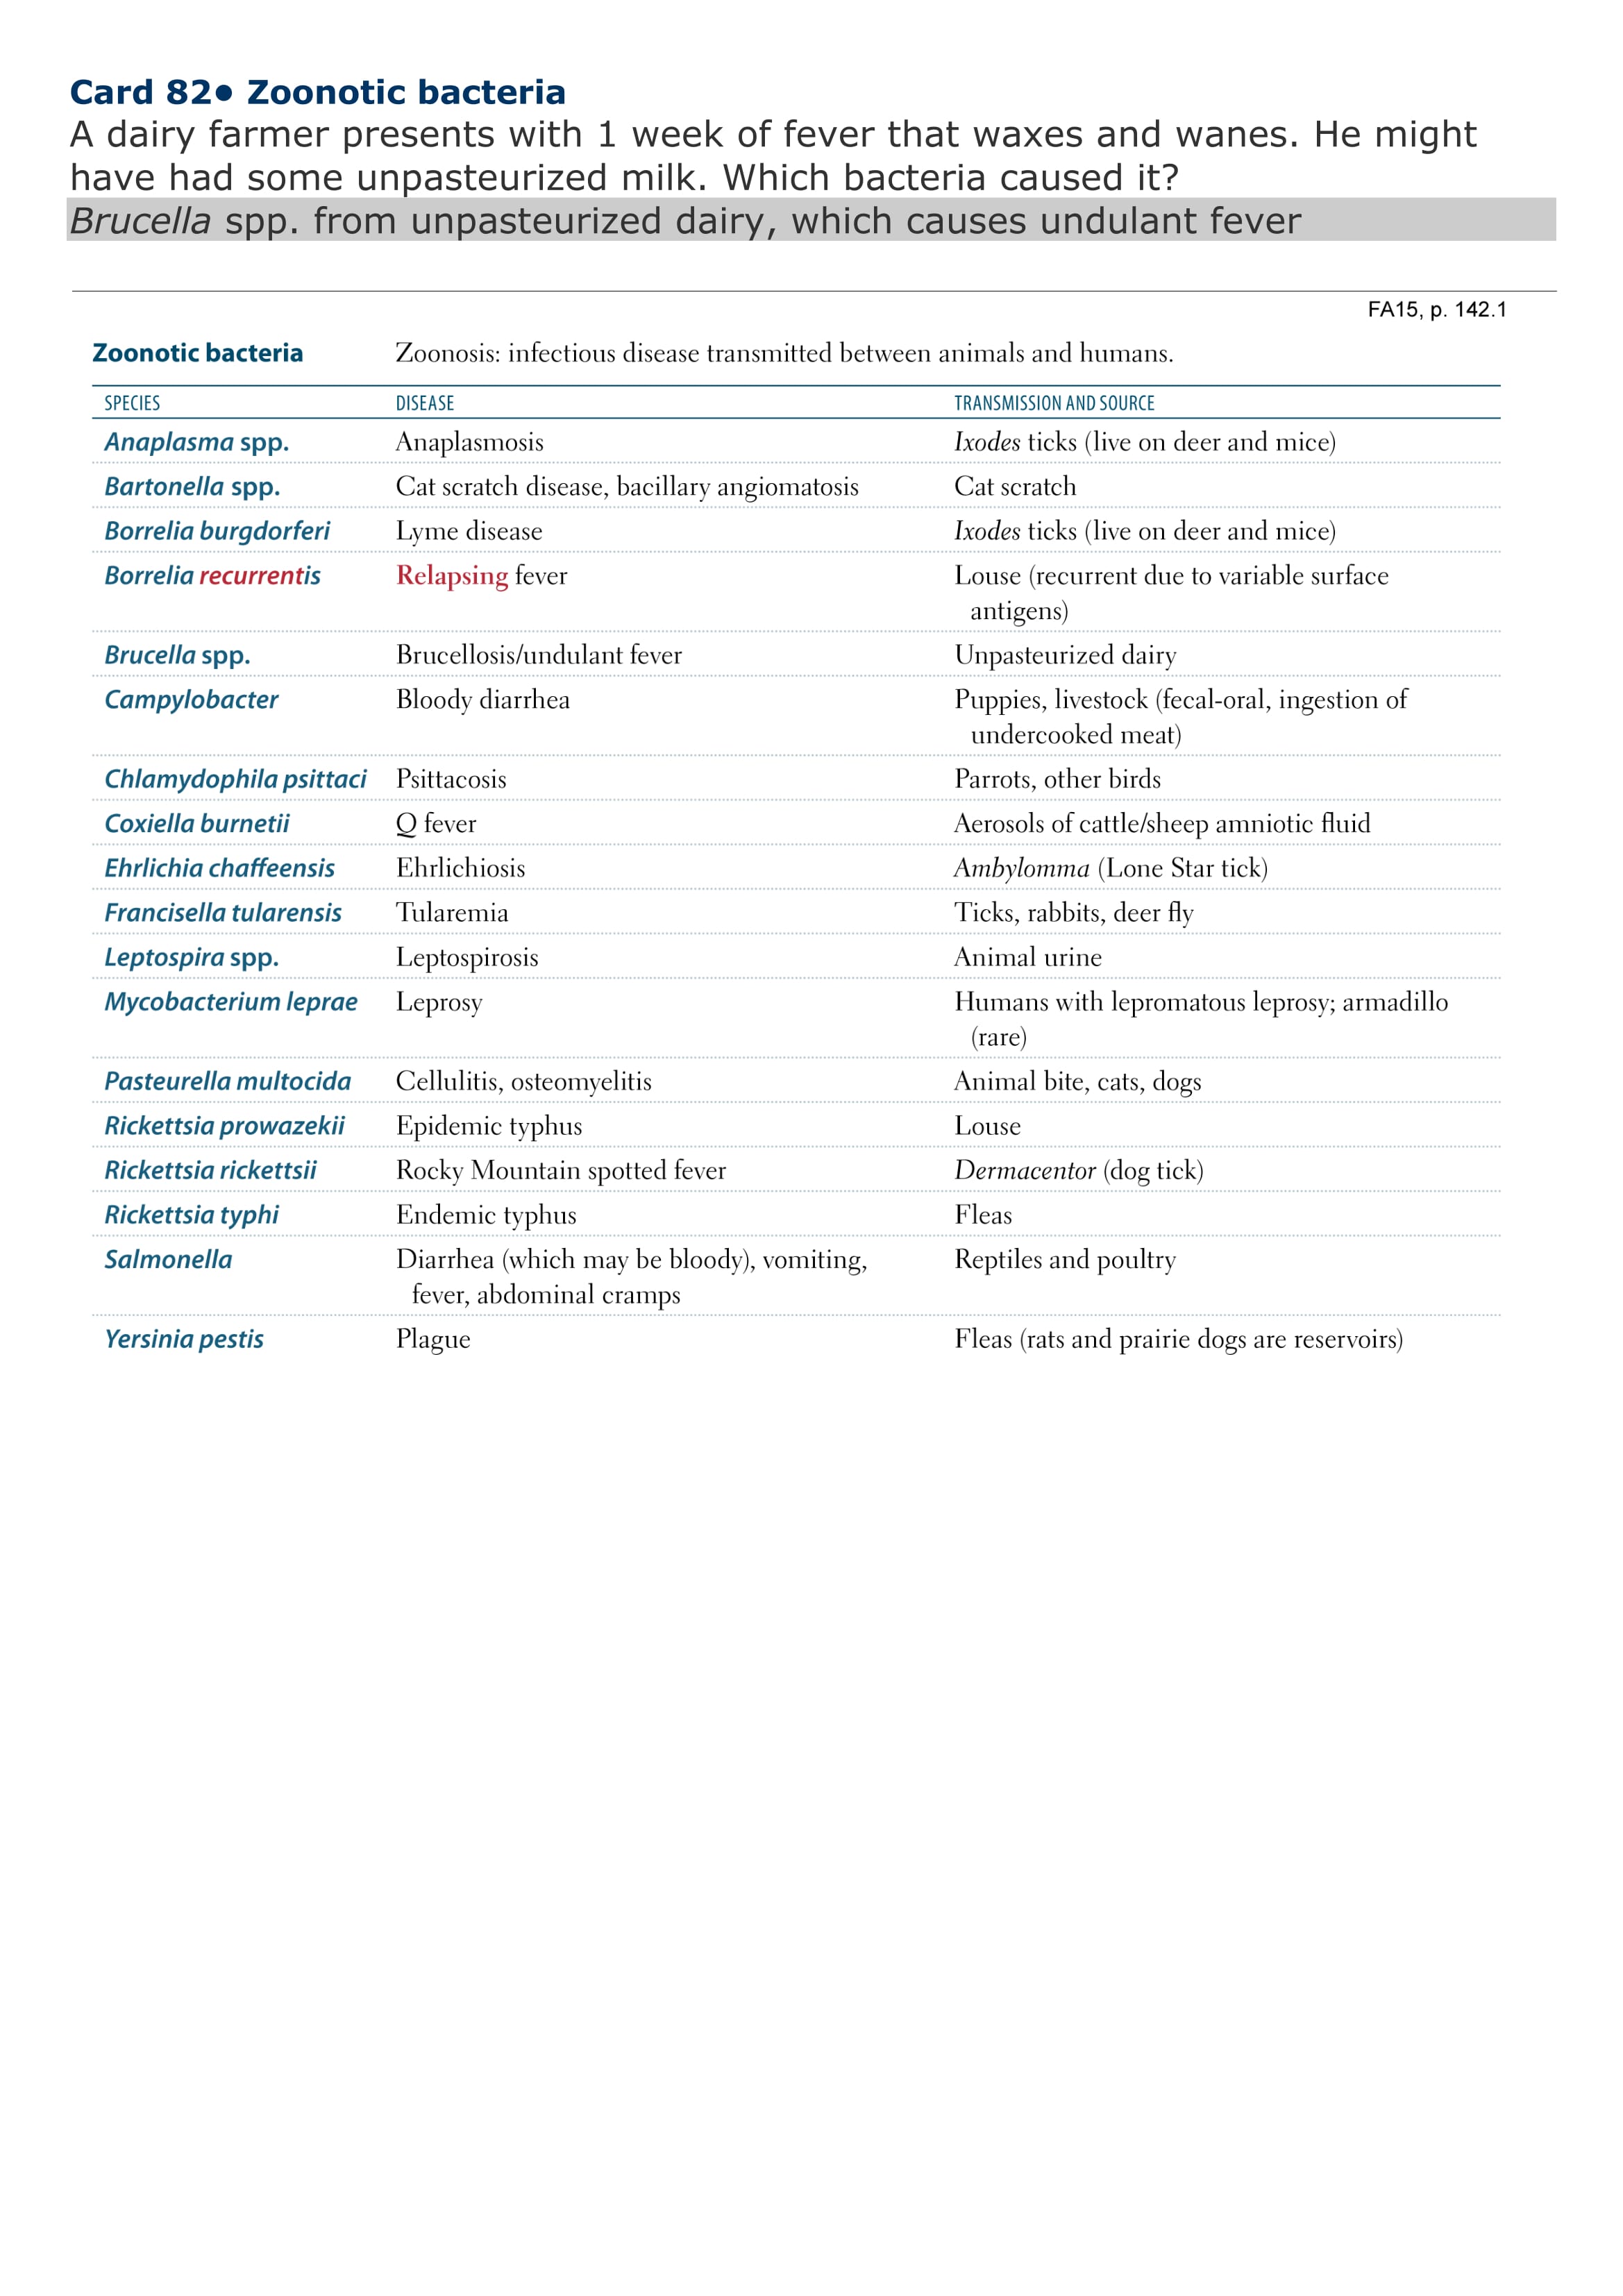 Card 82● Zoonotic bacteria
A dairy farmer presents with 1 week of fever that waxes and wanes. He might
have had some unpasteurized milk. Which bacteria caused it?
Brucella spp. from unpasteurized dairy, which causes undulant fever
FA15, p. 142.1
Zoonotic bacteria Zoonosis: infectious disease transmitted between animals and humans.
SPECIES DISEASE TRANSMISSION AND SOURCE
Anaplasma spp. Anaplasmosis Ixodes ticks (live on deer and mice)
Bartonella spp. Cat scratch disease, bacillary angiomatosis Cat scratch
Borrelia burgdorferi Lyme disease Ixodes ticks (live on deer and mice)
Borrelia recurrentis Relapsing fever Louse (recurrent due to variable surface
antigens)
Brucella spp. Brucellosis/undulant fever Unpasteurized dairy
Campylobacter Bloody diarrhea Puppies, livestock (fecal-oral, ingestion of
undercooked meat)
Chlamydophila psittaci Psittacosis Parrots, other birds
Coxiella burnetii Q fever Aerosols of cattle/sheep amniotic fluid
Ehrlichia chaffeensis Ehrlichiosis Ambylomma (Lone Star tick)
Francisella tularensis Tularemia Ticks, rabbits, deer fly
Leptospira spp. Leptospirosis Animal urine
Mycobacterium leprae Leprosy Humans with lepromatous leprosy; armadillo
(rare)
Pasteurella multocida Cellulitis, osteomyelitis Animal bite, cats, dogs
Rickettsia prowazekii Epidemic typhus Louse
Rickettsia rickettsii Rocky Mountain spotted fever Dermacentor (dog tick)
Rickettsia typhi Endemic typhus Fleas
Salmonella Diarrhea (which may be bloody), vomiting, Reptiles and poultry
fever, abdominal cramps
Yersinia pestis Plague Fleas (rats and prairie dogs are reservoirs)